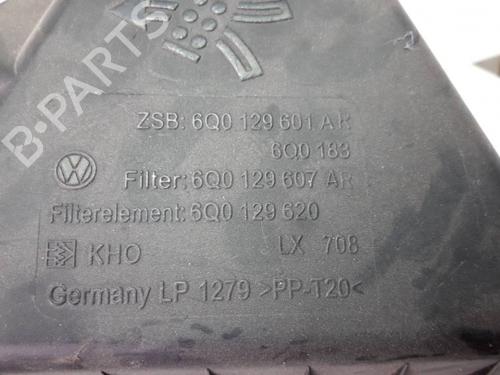 B-PARTS
ZSB: 6Q0 129 601 AR
6Q0 183
Filter: 6Q0 129 607 AR
Filterelement: 6Q0 129 620
KHO LX 708
Germany LP 1279 >PP-T20<